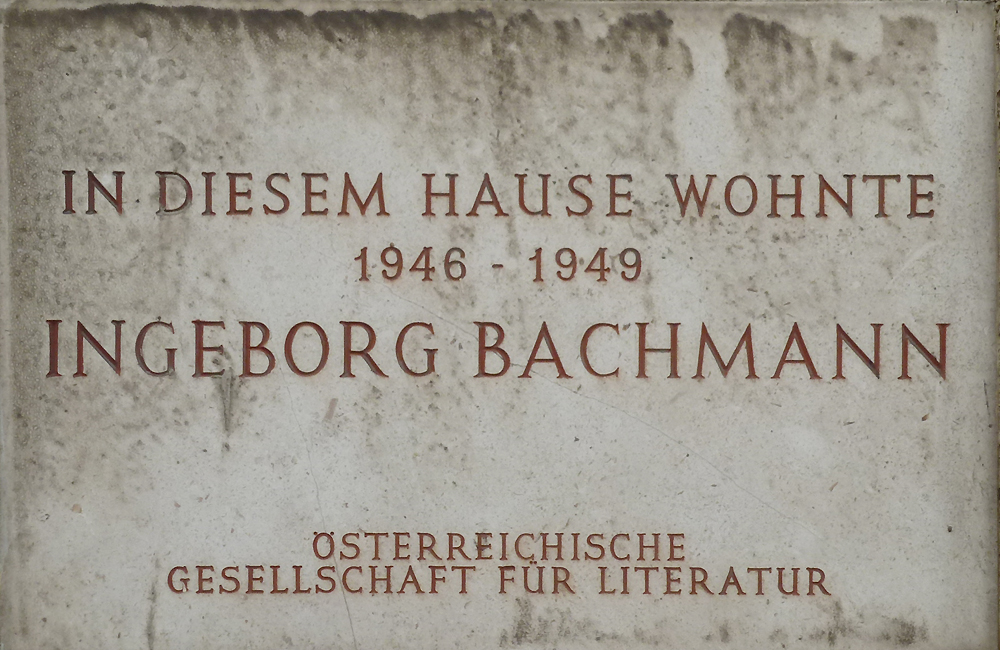 IN DIESEM HAUSE WOHNTE
1946 - 1949
INGEBORG BACHMANN
ÖSTERREICHISCHE
GESELLSCHAFT FÜR LITERATUR